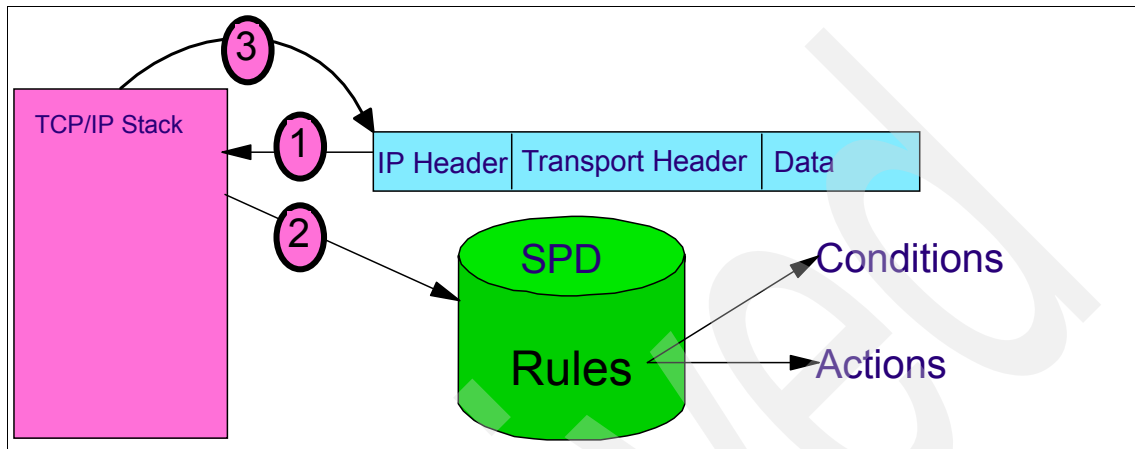 3
TCP/IP Stack
1
IP Header Transport Header Data
2
SPD
Conditions
Rules
Actions